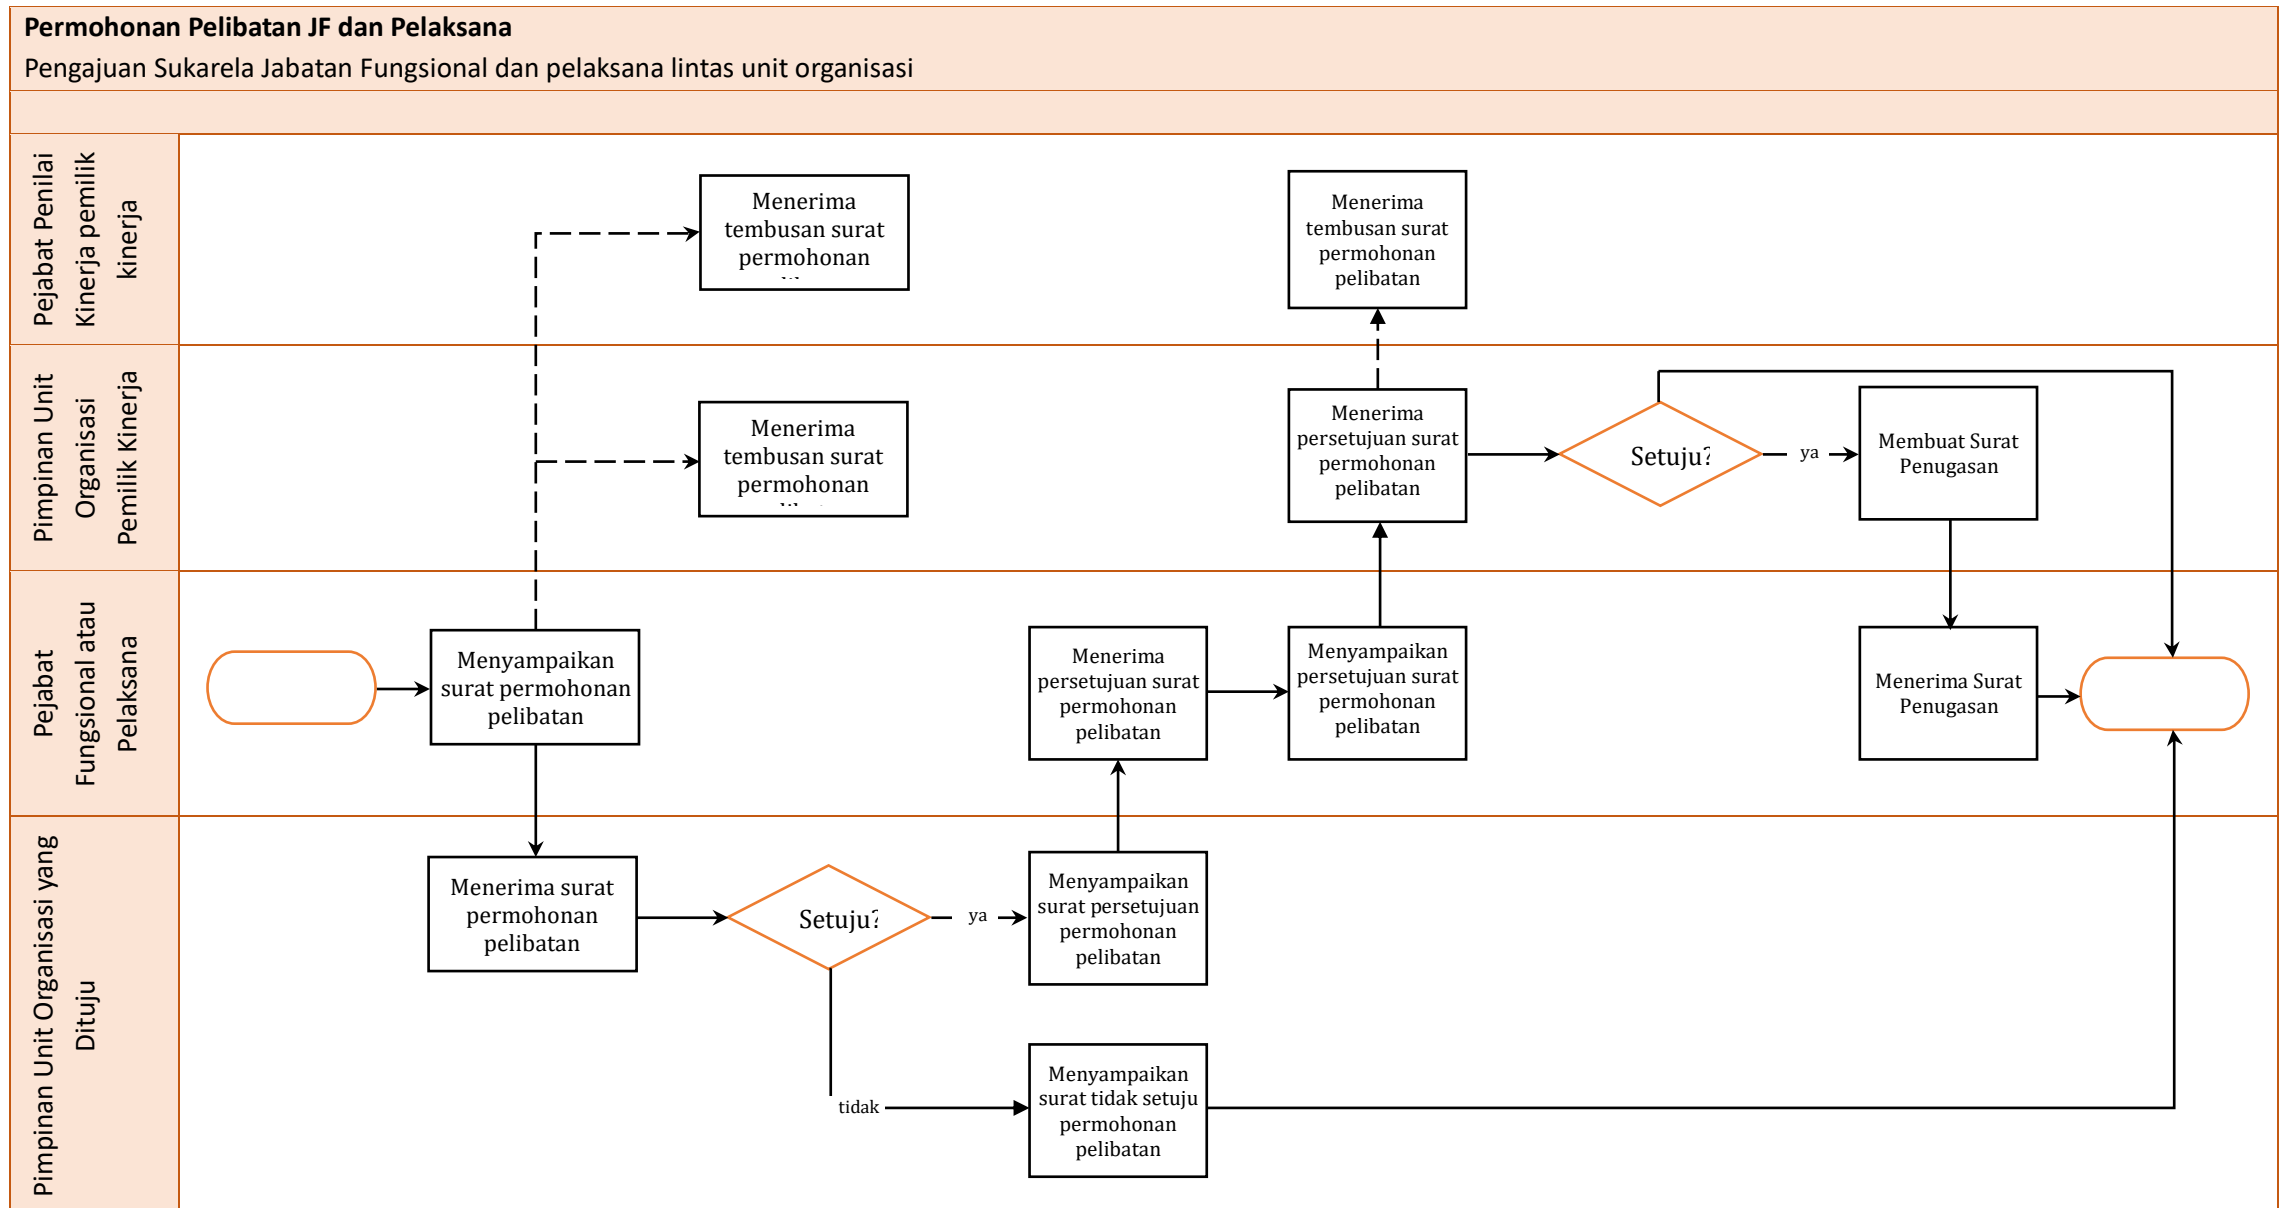 Permohonan Pelibatan JF dan Pelaksana
Pengajuan Sukarela Jabatan Fungsional dan pelaksana lintas unit organisasi
Pejabat Penilai
Kinerja pemilik
kinerja
Menerima
tembusan surat
permohonan
Menerima
tembusan surat
permohonan
pelibatan
Pimpinan Unit
Organisasi
Pemilik Kinerja
Menerima
tembusan surat
permohonan
Menerima
persetujuan surat
permohonan
pelibatan
Setuju?
ya
Membuat Surat
Penugasan
Pejabat
Fungsional atau
Pelaksana
Menyampaikan
surat permohonan
pelibatan
Menerima
persetujuan surat
permohonan
pelibatan
Menyampaikan
persetujuan surat
permohonan
pelibatan
Menerima Surat
Penugasan
Pimpinan Unit Organisasi yang
Dituju
Menerima surat
permohonan
pelibatan
Setuju?
ya
Menyampaikan
surat persetujuan
permohonan
pelibatan
tidak
Menyampaikan
surat tidak setuju
permohonan
pelibatan